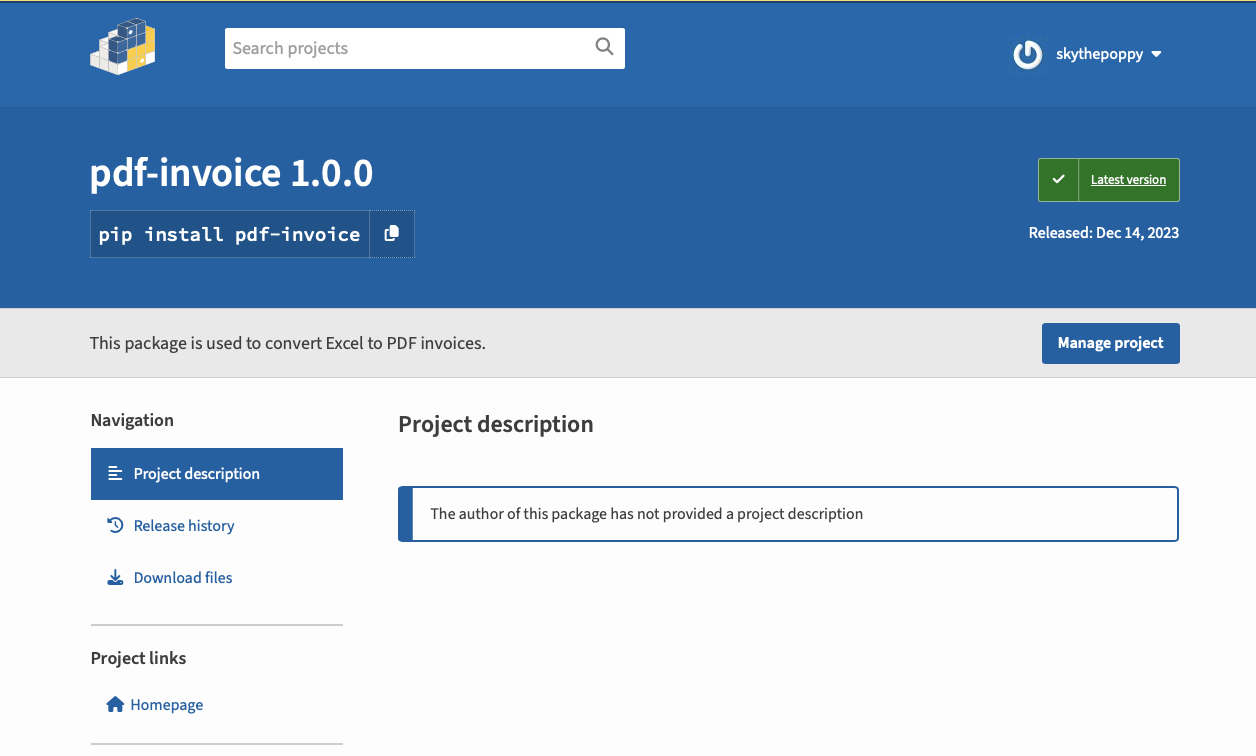 Search projects
skythepoppy
pdf-invoice 1.0.0
Latest version
pip install pdf-invoice
Released: Dec 14, 2023
This package is used to convert Excel to PDF invoices.
Manage project
Navigation
Project description
Release history
Download files
Project links
Homepage
Project description
The author of this package has not provided a project description